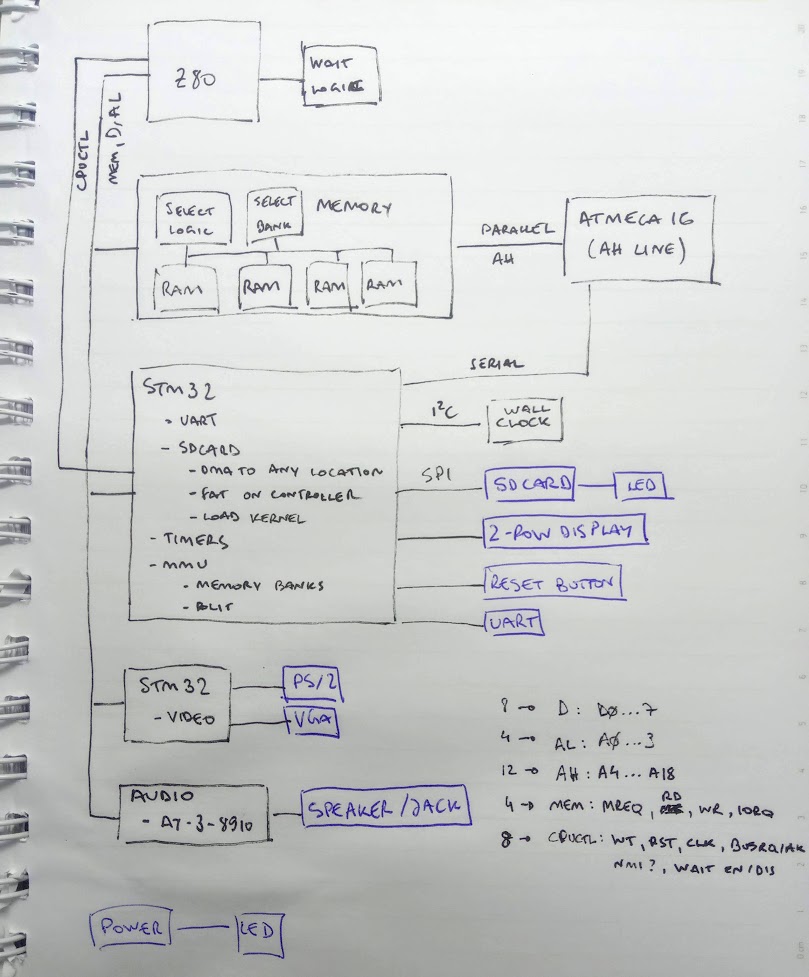 Z80
WAIT
LOGIC
CPUCTL
MEM, D, AL
SELECT
LOGIC
SELECT
BANK
MEMORY
RAM
RAM
RAM
RAM
PARALLEL
AH
ATMEGA 16
(AH LINE)
SERIAL
STM32
- UART
- SDCARD
- DMA TO ANY LOCATION
- FAT ON CONTROLLER
- LOAD KERNEL
- TIMERS
- MMU
- MEMORY BANKS
- BLIT
I²C
WALL
CLOCK
SPI
SDCARD
LED
2-ROW DISPLAY
RESET BUTTON
UART
STM32
- VIDEO
PS/2
VGA
AUDIO
- AY-3-8910
SPEAKER/JACK
8 → D: D0...7
4 → AL: A0...3
12 → AH: A4...A18
4 → MEM: MREQ, RD, WR, IORQ
8 → CPUCTL: WT, RST, CLK, BUSRQ/AK
NMI?, WAIT EN/DIS
POWER
LED